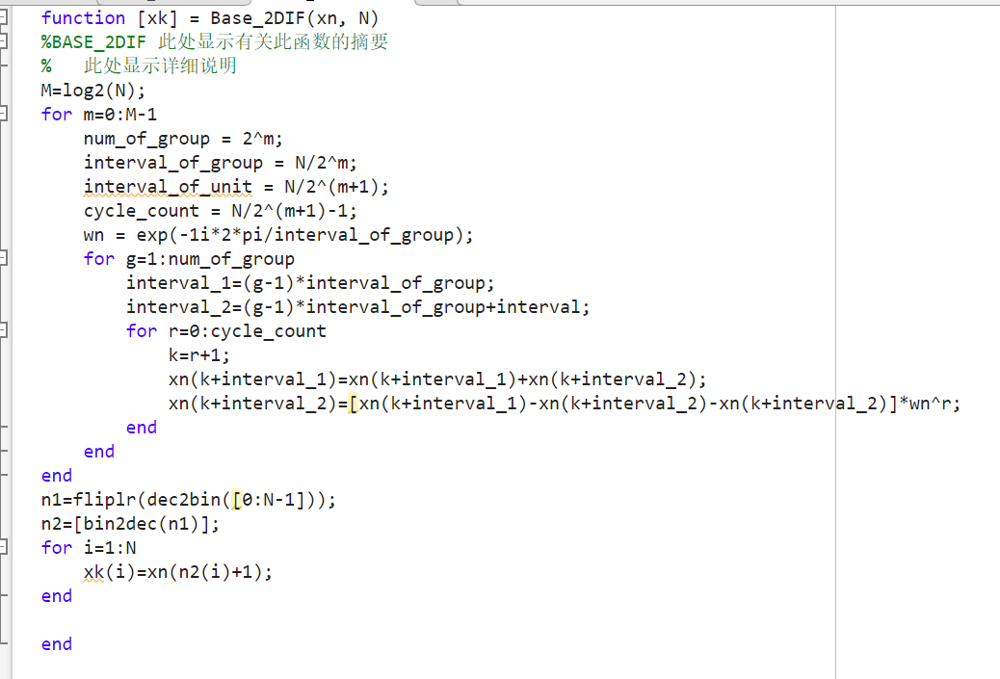 function [xk] = Base_2DIF(xn, N)
%BASE_2DIF 此处显示有关此函数的摘要
%   此处显示详细说明
M=log2(N);
for m=0:M-1
    num_of_group = 2^m;
    interval_of_group = N/2^m;
    interval_of_unit = N/2^(m+1);
    cycle_count = N/2^(m+1)-1;
    wn = exp(-1i*2*pi/interval_of_group);
    for g=1:num_of_group
        interval_1=(g-1)*interval_of_group;
        interval_2=(g-1)*interval_of_group+interval;
        for r=0:cycle_count
            k=r+1;
            xn(k+interval_1)=xn(k+interval_1)+xn(k+interval_2);
            xn(k+interval_2)=[xn(k+interval_1)-xn(k+interval_2)-xn(k+interval_2)]*wn^r;
        end
    end
end
n1=fliplr(dec2bin([0:N-1]));
n2=[bin2dec(n1)];
for i=1:N
    xk(i)=xn(n2(i)+1);
end
end